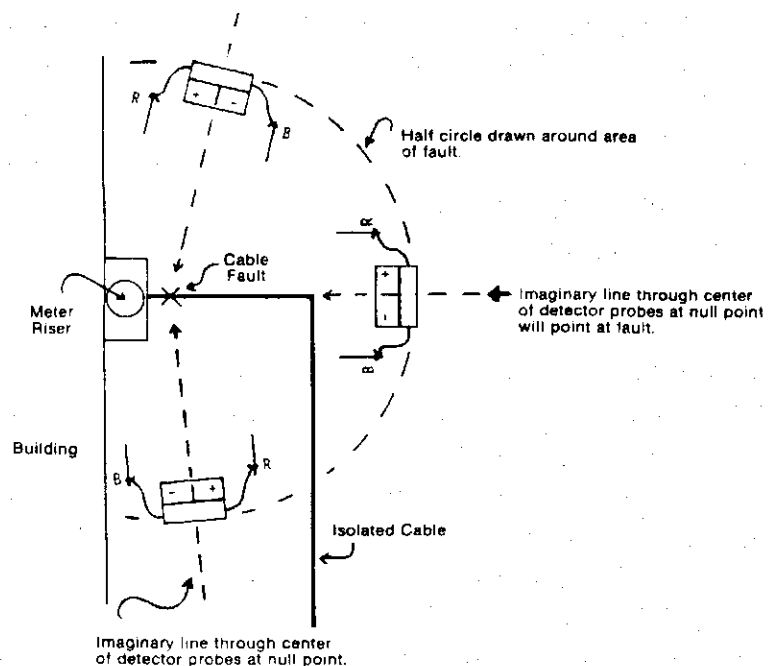 R
+ -
B
Half circle drawn around area
of fault.
R
Cable
Fault
+
-
Meter
Riser
Imaginary line through center
of detector probes at null point
will point at fault.
B
Building
B
- +
R
Isolated Cable
Imaginary line through center
of detector probes at null point.